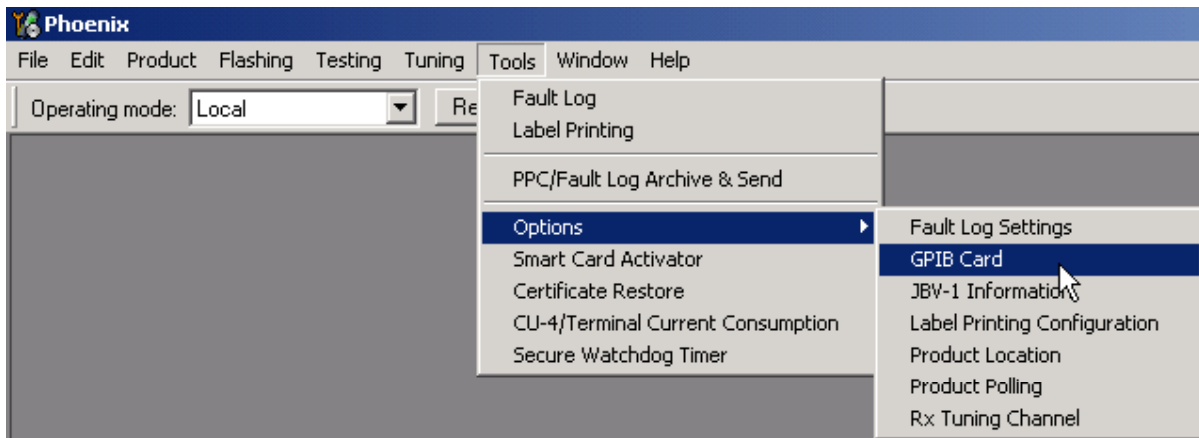 Phoenix
File Edit Product Flashing Testing Tuning Tools Window Help
Operating mode: Local Re
Fault Log
Label Printing
PPC/Fault Log Archive & Send
Options
Smart Card Activator
Certificate Restore
CU-4/Terminal Current Consumption
Secure Watchdog Timer
Fault Log Settings
GPIB Card
JBV-1 Information
Label Printing Configuration
Product Location
Product Polling
Rx Tuning Channel